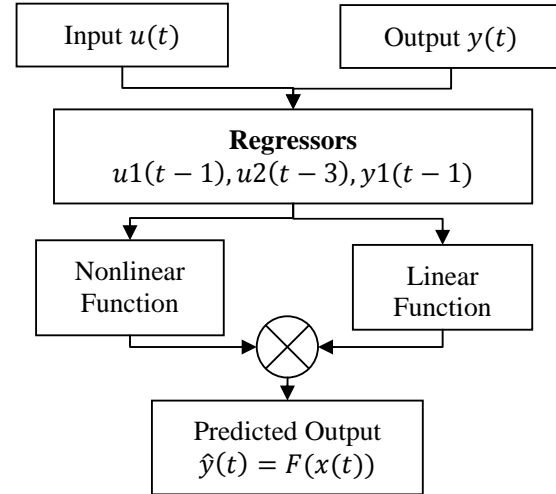 Input u(t)
Output y(t)
Regressors
u1(t − 1), u2(t − 3), y1(t − 1)
Nonlinear
Function
Linear
Function
Predicted Output
ŷ(t) = F(x(t))